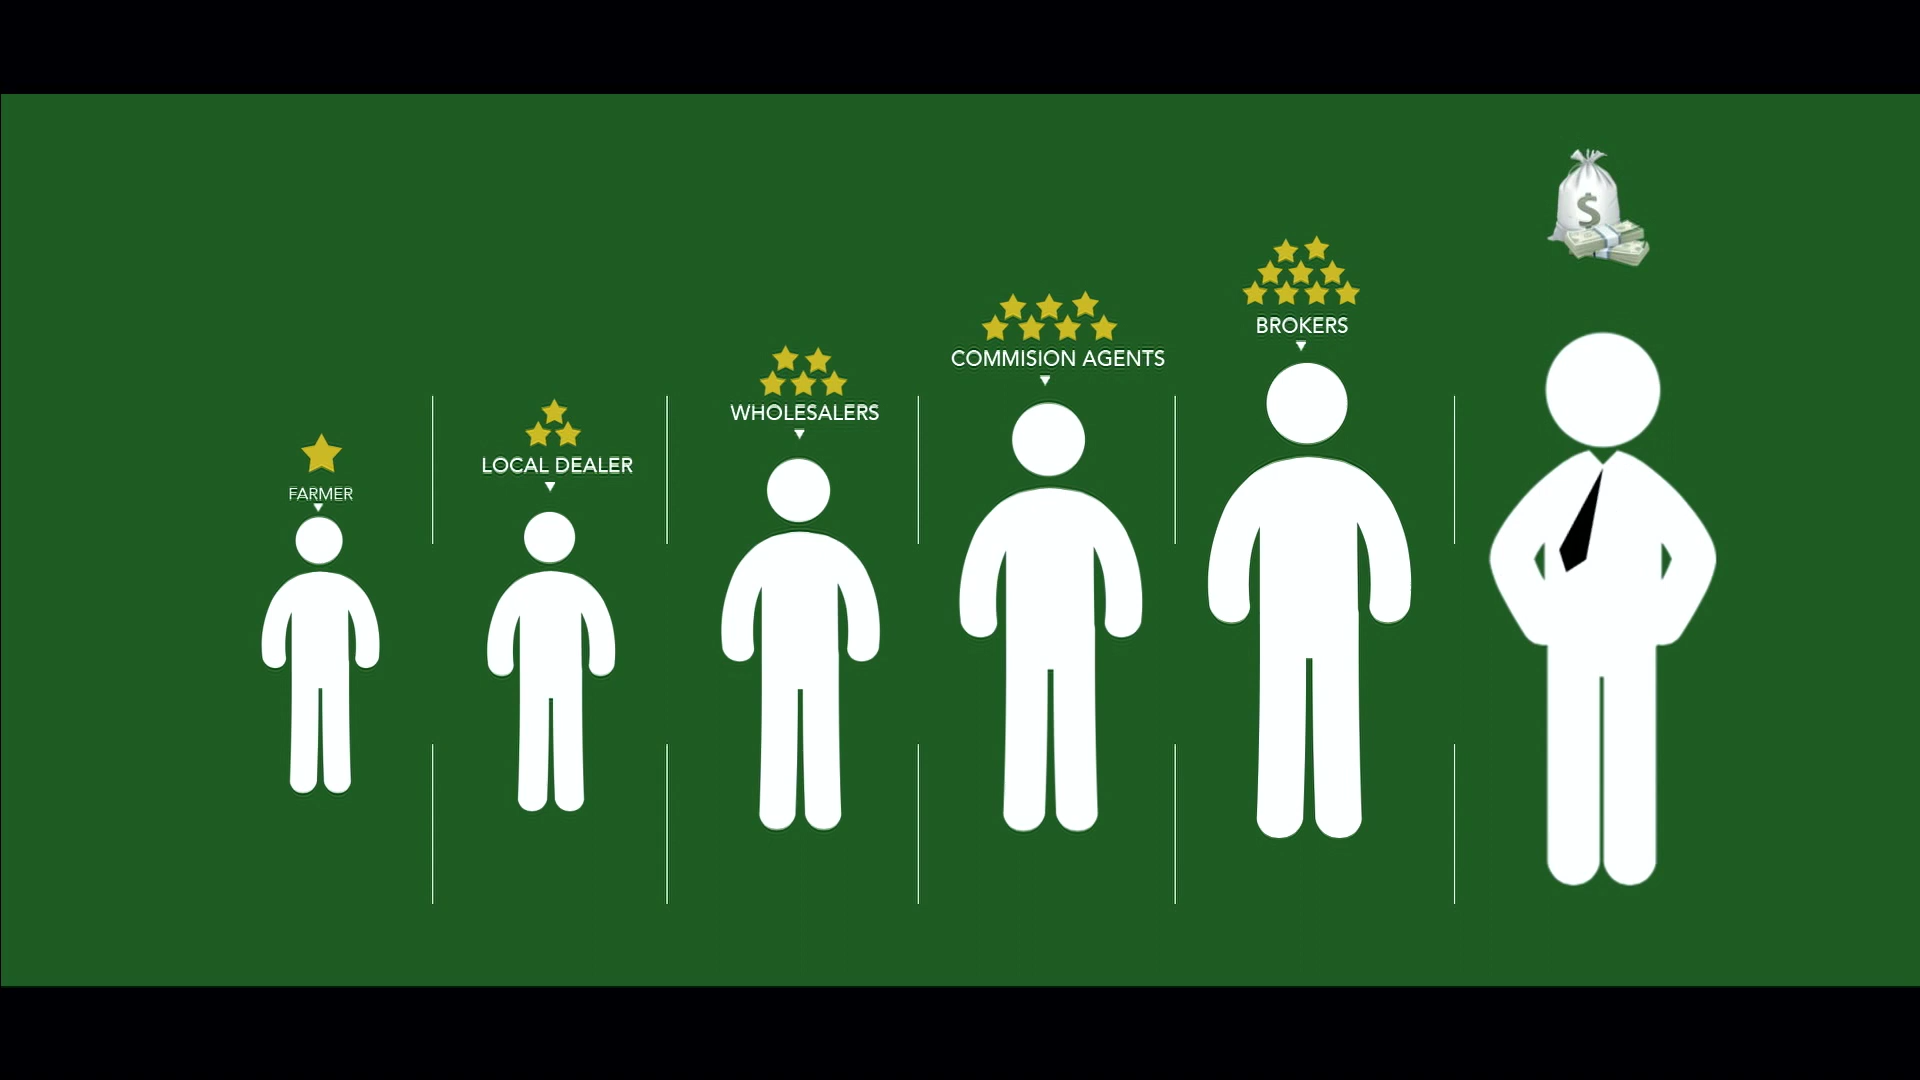 FARMER
LOCAL DEALER
WHOLESALERS
COMMISION AGENTS
BROKERS
$